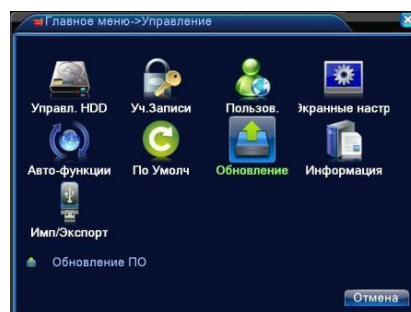 Главное меню->Управление
Управл. HDD Уч.Записи Пользов. Экранные настр
Авто-функции По Умолч Обновление Информация
Имп/Экспорт
Обновление ПО
Отмена